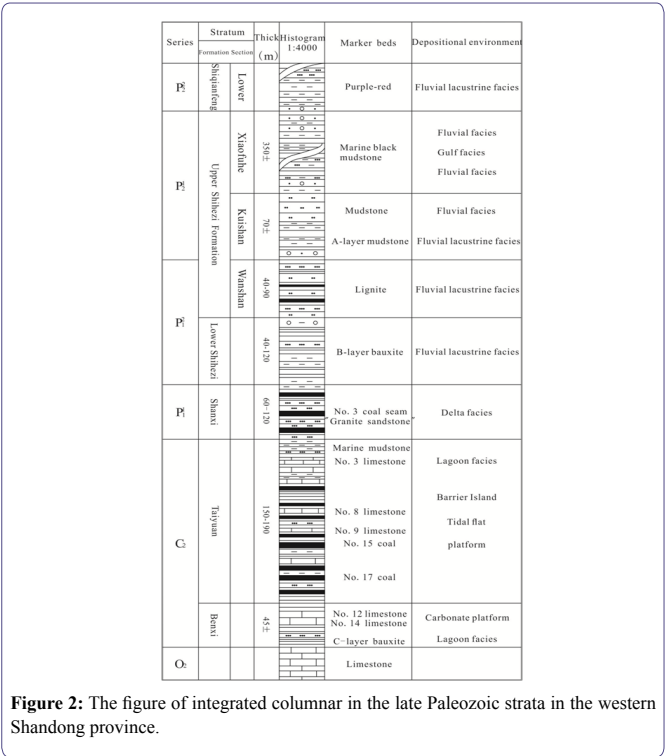 Series Stratum Thick (m) Histogram 1:4000 Marker beds Depositional environment
Formation Section
P₂² Shiqianfeng Lower Purple-red Fluvial lacustrine facies
P₂¹ Upper Shihezi Formation Xiaofuhe 350± Marine black mudstone Fluvial facies
Gulf facies
Fluvial facies
Kuishan 70± Mudstone Fluvial facies
A-layer mudstone Fluvial lacustrine facies
P₁² Wanshan 40-90 Lignite Fluvial lacustrine facies
Lower Shihezi 40-120 B-layer bauxite Fluvial lacustrine facies
P₁¹ Shanxi 60-120 No. 3 coal seam Delta facies
"Granite sandstone"
C₂ Taiyuan 150-190 Marine mudstone
No. 3 limestone Lagoon facies
Barrier Island
No. 8 limestone
Tidal flat
No. 9 limestone
No. 15 coal platform
No. 17 coal
Benxi 45± No. 12 limestone Carbonate platform
No. 14 limestone
C-layer bauxite Lagoon facies
O₂ Limestone
Figure 2: The figure of integrated columnar in the late Paleozoic strata in the western
Shandong province.